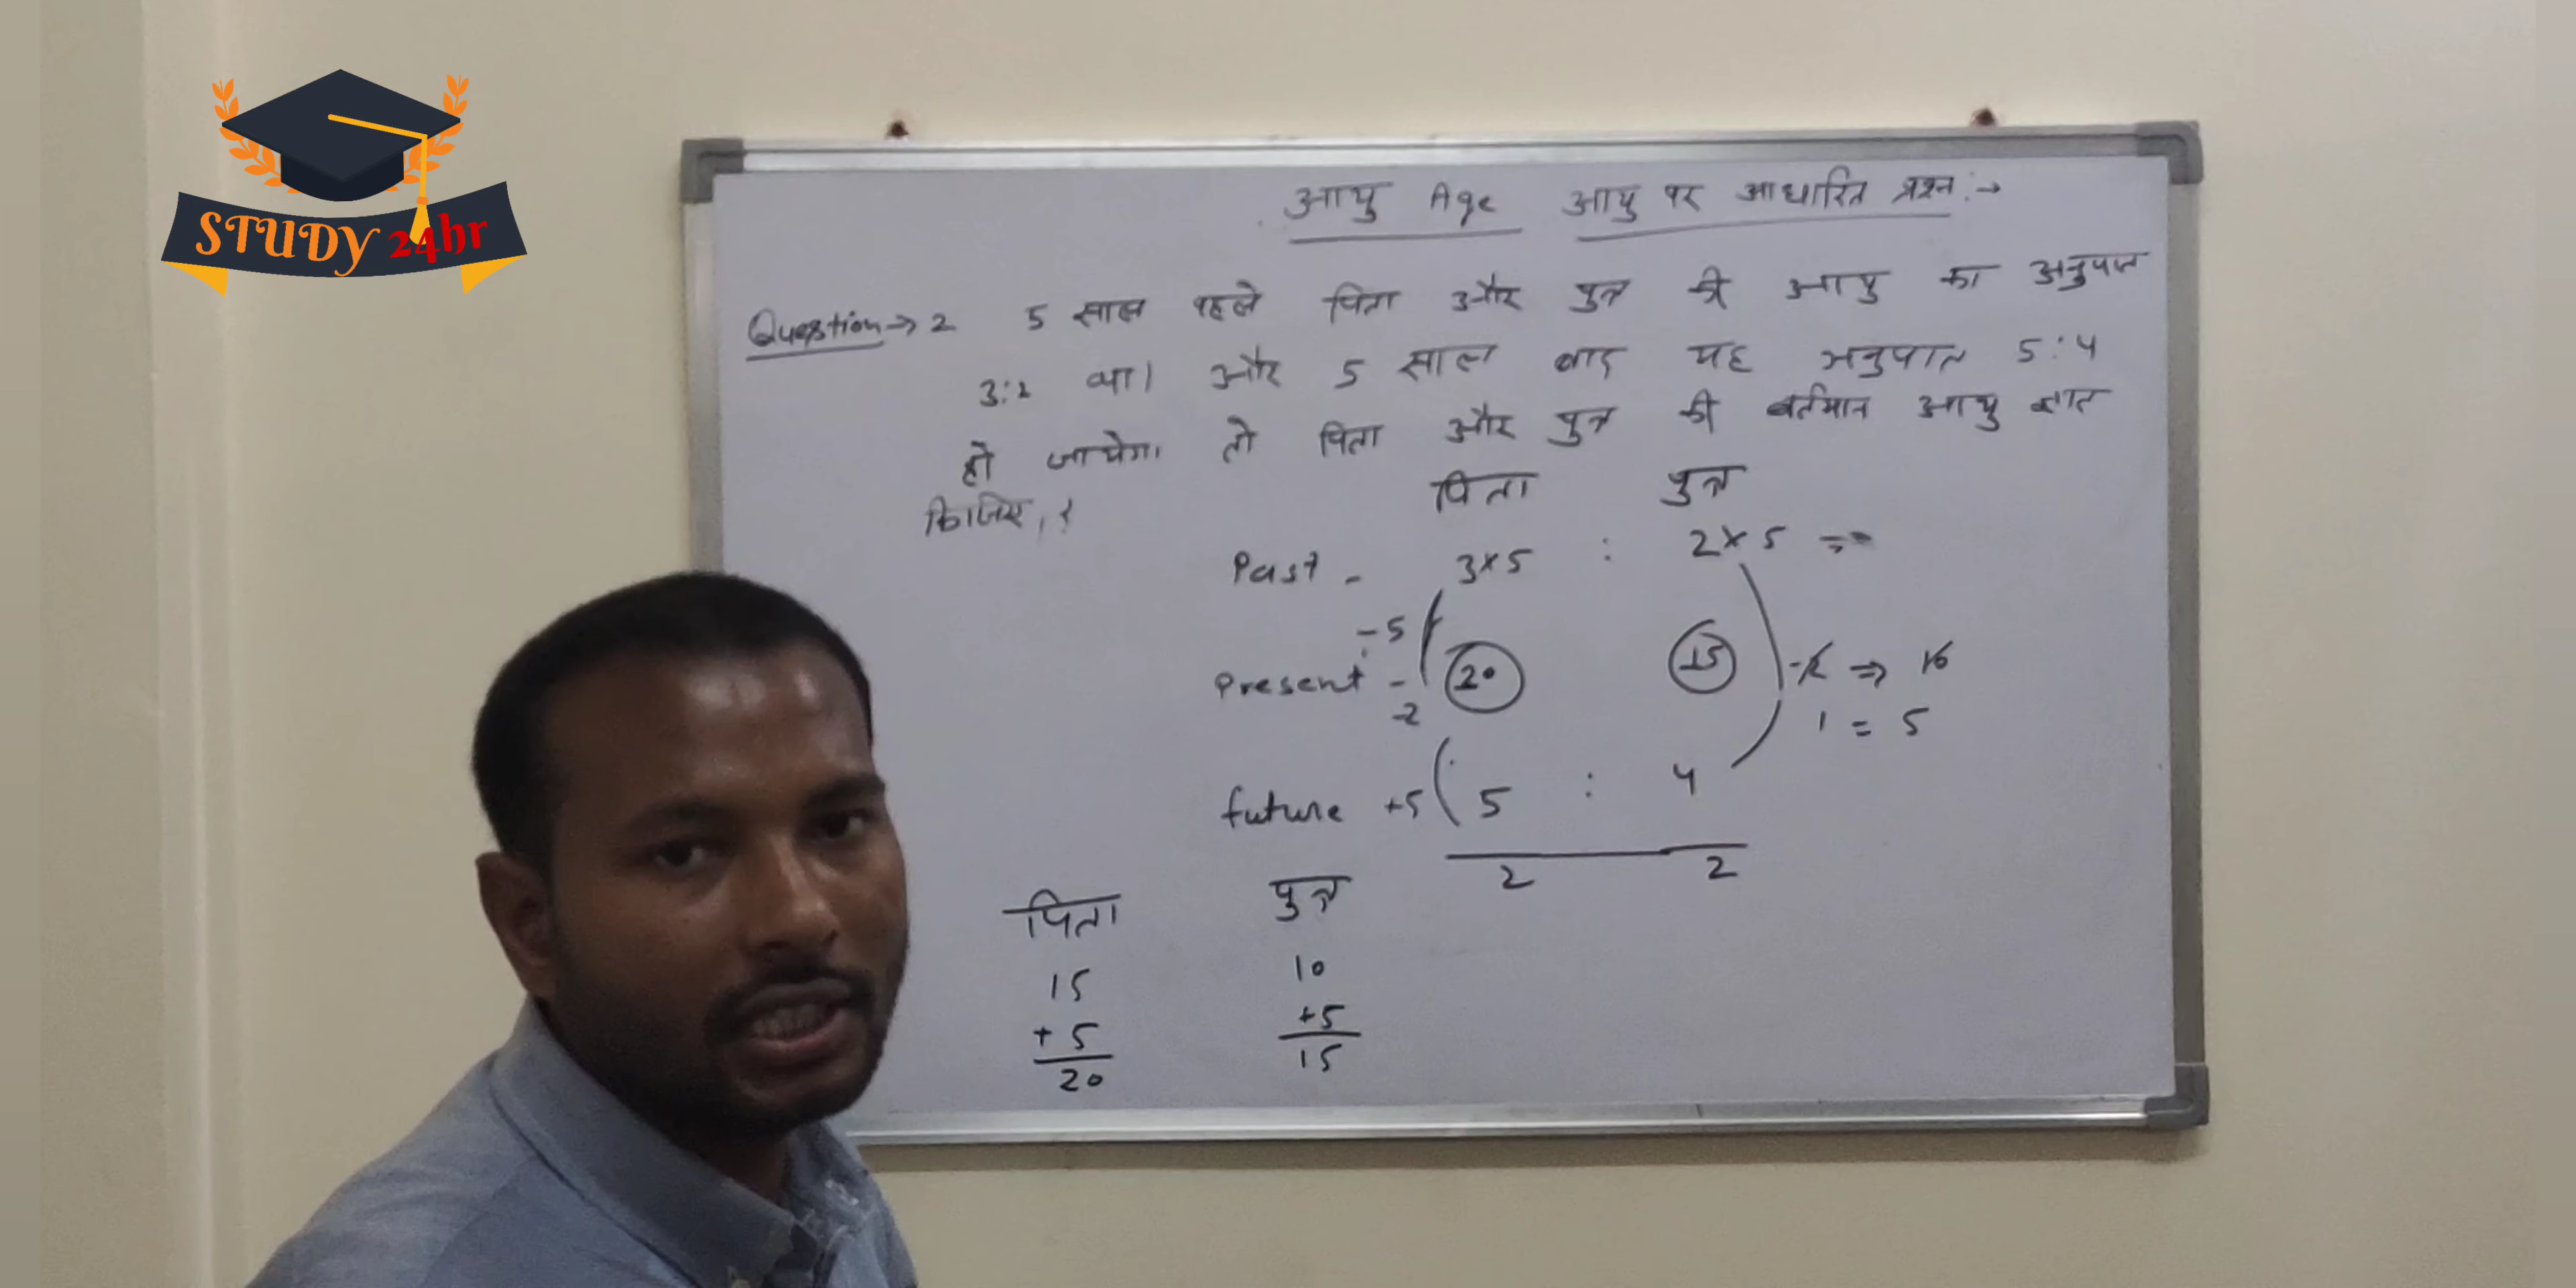 STUDY 24hr
आयु Age आयु पर आधारित प्रश्न :→
Question → 2 5 साल पहले पिता और पुत्र की आयु का अनुपात
3:2 था। और 5 साल बाद यह अनुपात 5:4
हो जायेगा तो पिता और पुत्र की वर्तमान आयु ज्ञात
किजिए,
पिता पुत्र
Past - 3×5 : 2×5 ⇒
-5
Present - 20 15 2 ⇒ 10
-2
1 = 5
future +5 5 : 4
2 2
पिता पुत्र
15 10
+ 5 +5
20 15